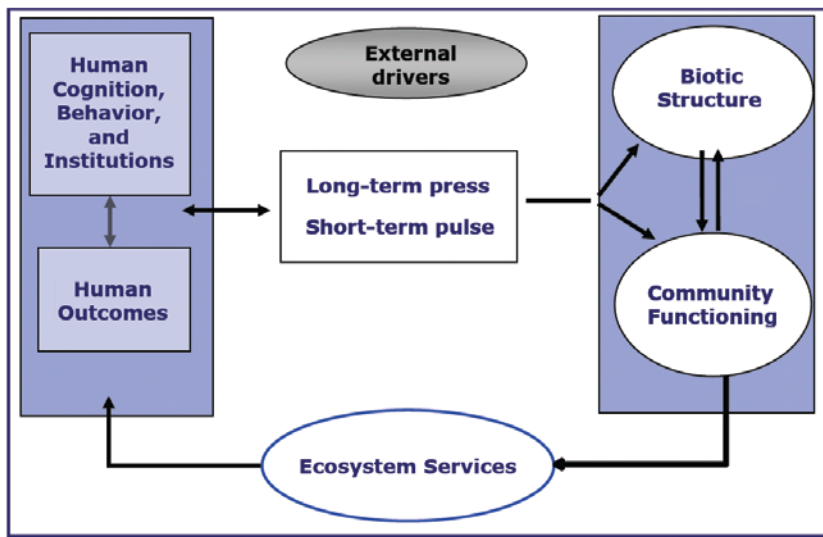 Human
Cognition,
Behavior,
and
Institutions
External
drivers
Biotic
Structure
Long-term press
Short-term pulse
Human
Outcomes
Community
Functioning
Ecosystem Services